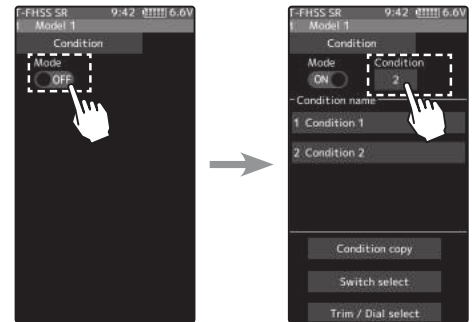 T-FHSS SR 9:42 6.6V
Model 1
Condition
Mode
OFF
T-FHSS SR 9:42 6.6V
Model 1
Condition
Mode Condition
ON 2
Condition name
1 Condition 1
2 Condition 2
Condition copy
Switch select
Trim / Dial select